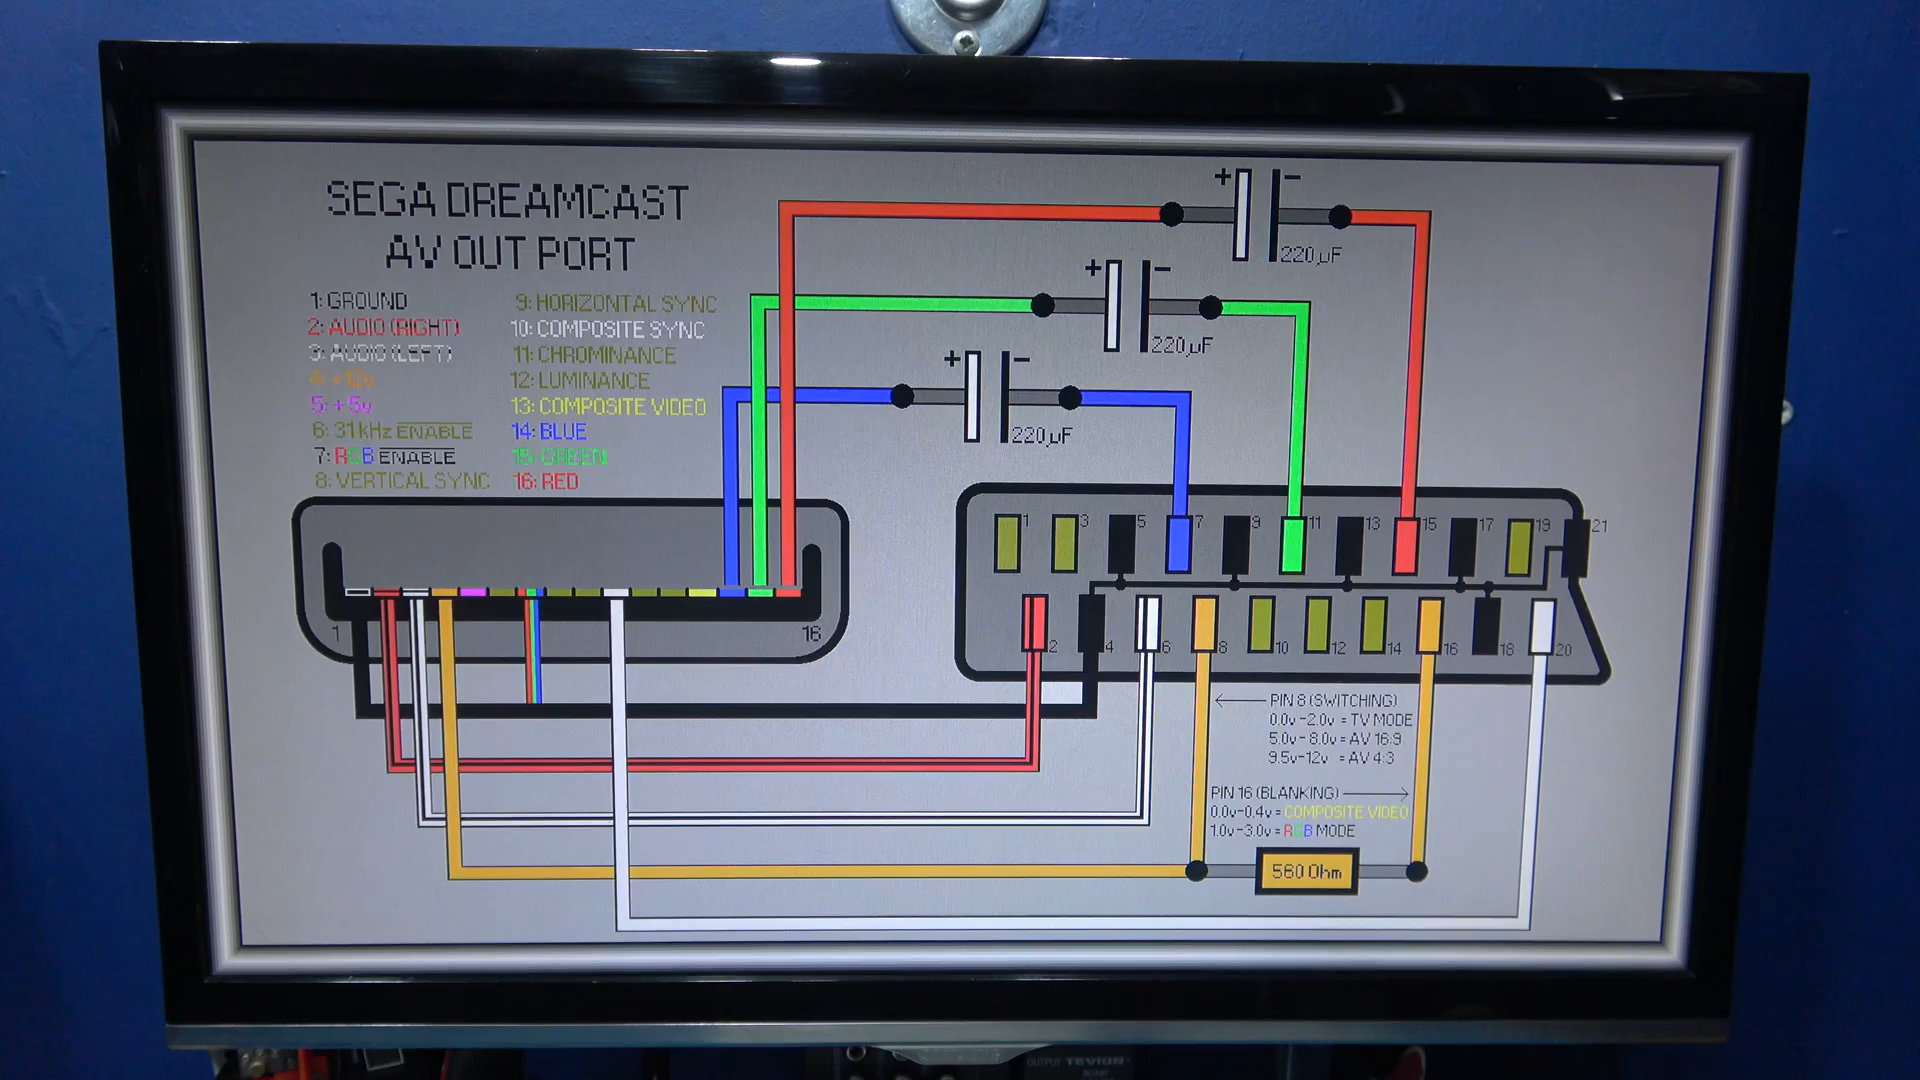 SEGA DREAMCAST
AV OUT PORT
1: GROUND
2: AUDIO (RIGHT)
3: AUDIO (LEFT)
4: +12v
5: +5v
6: 31kHz ENABLE
7: RGB ENABLE
8: VERTICAL SYNC
9: HORIZONTAL SYNC
10: COMPOSITE SYNC
11: CHROMINANCE
12: LUMINANCE
13: COMPOSITE VIDEO
14: BLUE
15: GREEN
16: RED
+ −
220µF
+ −
220µF
+ −
220µF
1 16
1 3 5 7 9 11 13 15 17 19 21
2 4 6 8 10 12 14 16 18 20
PIN 8 (SWITCHING)
0.0v-2.0v = TV MODE
5.0v-8.0v = AV 16:9
9.5v-12v = AV 4:3
PIN 16 (BLANKING)
0.0v-0.4v = COMPOSITE VIDEO
1.0v-3.0v = RGB MODE
560 Ohm
OUTPUT TEVION